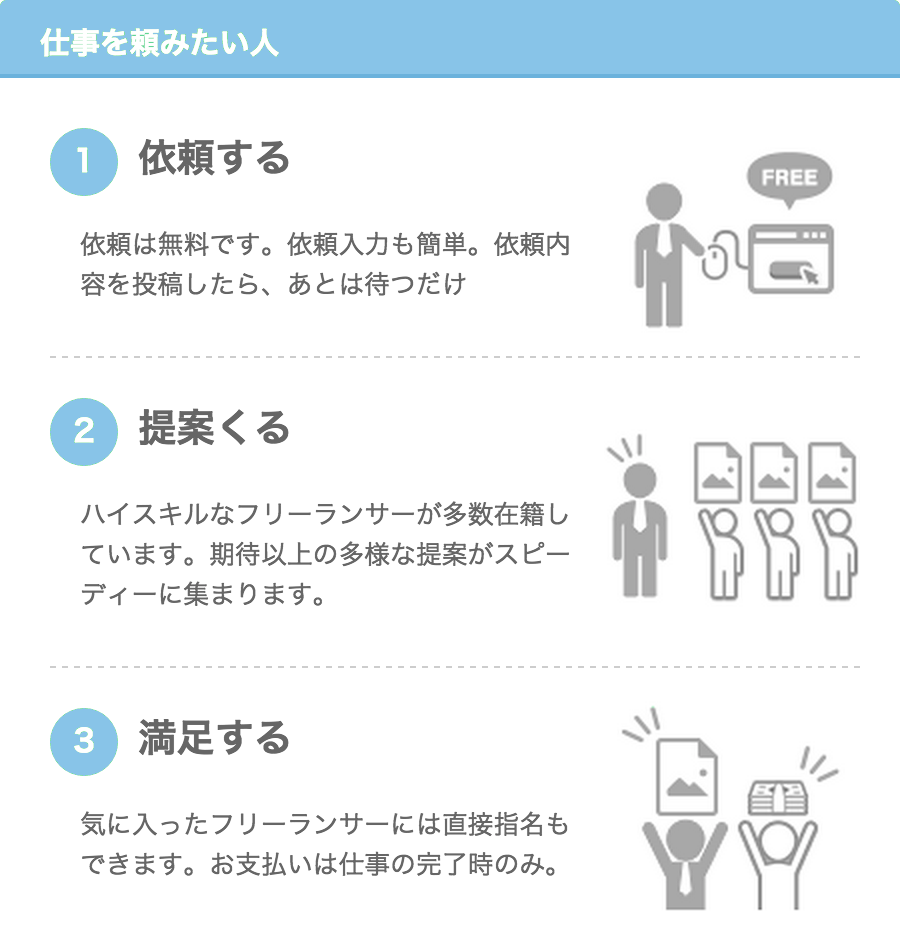 仕事を頼みたい人
1 依頼する
FREE
依頼は無料です。依頼入力も簡単。依頼内
容を投稿したら、あとは待つだけ
2 提案くる
ハイスキルなフリーランサーが多数在籍し
ています。期待以上の多様な提案がスピー
ディーに集まります。
3 満足する
気に入ったフリーランサーには直接指名も
できます。お支払いは仕事の完了時のみ。